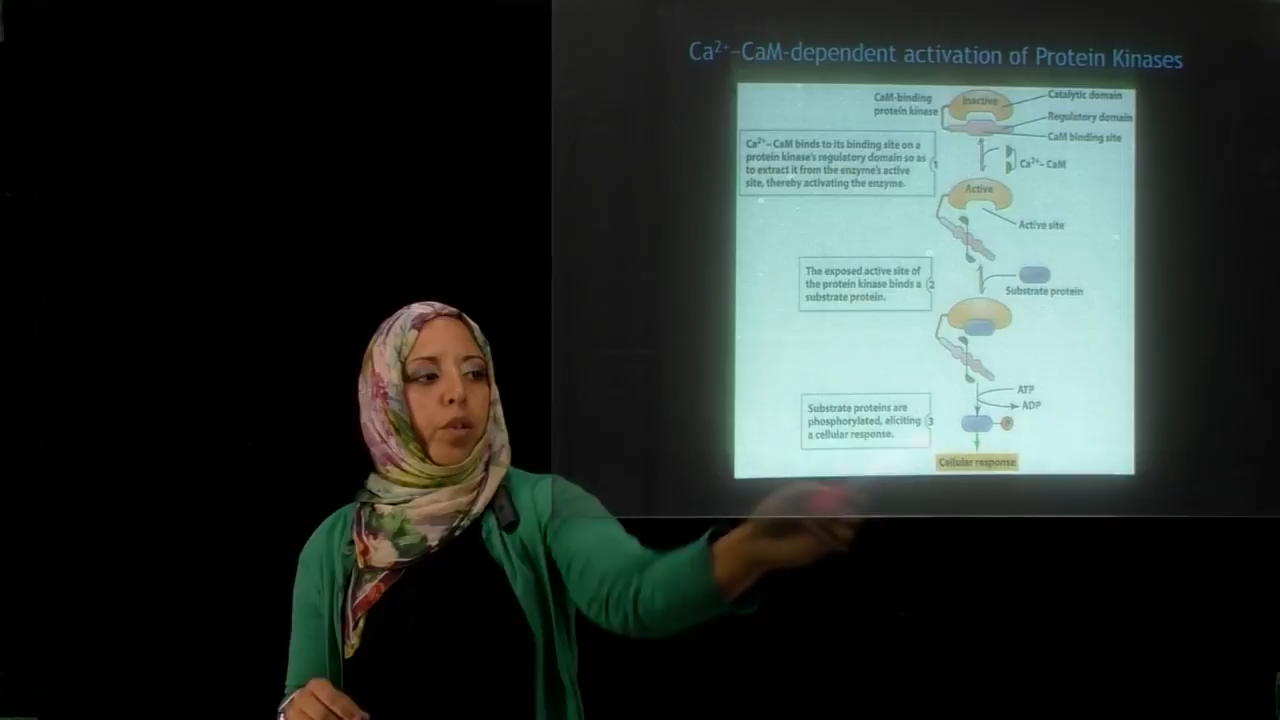 Ca²⁺–CaM-dependent activation of Protein Kinases
CaM-binding
protein kinase
Inactive
Catalytic domain
Regulatory domain
CaM binding site
Ca²⁺–CaM binds to its binding site on a
protein kinase's regulatory domain so as
to extract it from the enzyme's active
site, thereby activating the enzyme.
1
Ca²⁺–CaM
Active
Active site
The exposed active site of
the protein kinase binds a
substrate protein.
2
Substrate protein
ATP
ADP
Substrate proteins are
phosphorylated, eliciting
a cellular response.
3
P
Cellular response